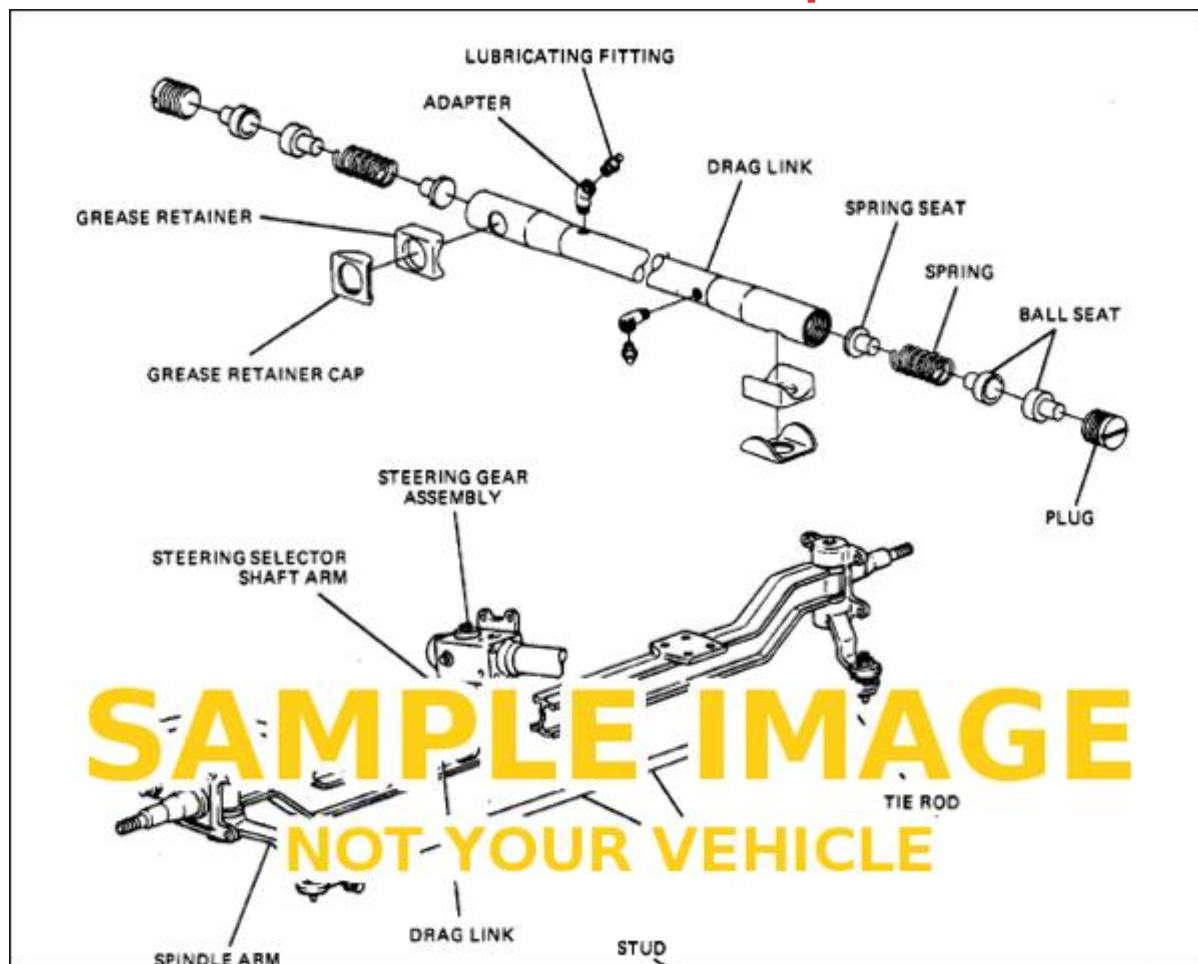 LUBRICATING FITTING
ADAPTER
DRAG LINK
GREASE RETAINER
SPRING SEAT
SPRING
BALL SEAT
GREASE RETAINER CAP
PLUG
STEERING GEAR
ASSEMBLY
STEERING SELECTOR
SHAFT ARM
SAMPLE IMAGE
TIE ROD
NOT YOUR VEHICLE
DRAG LINK
STUD
SPINDLE ARM